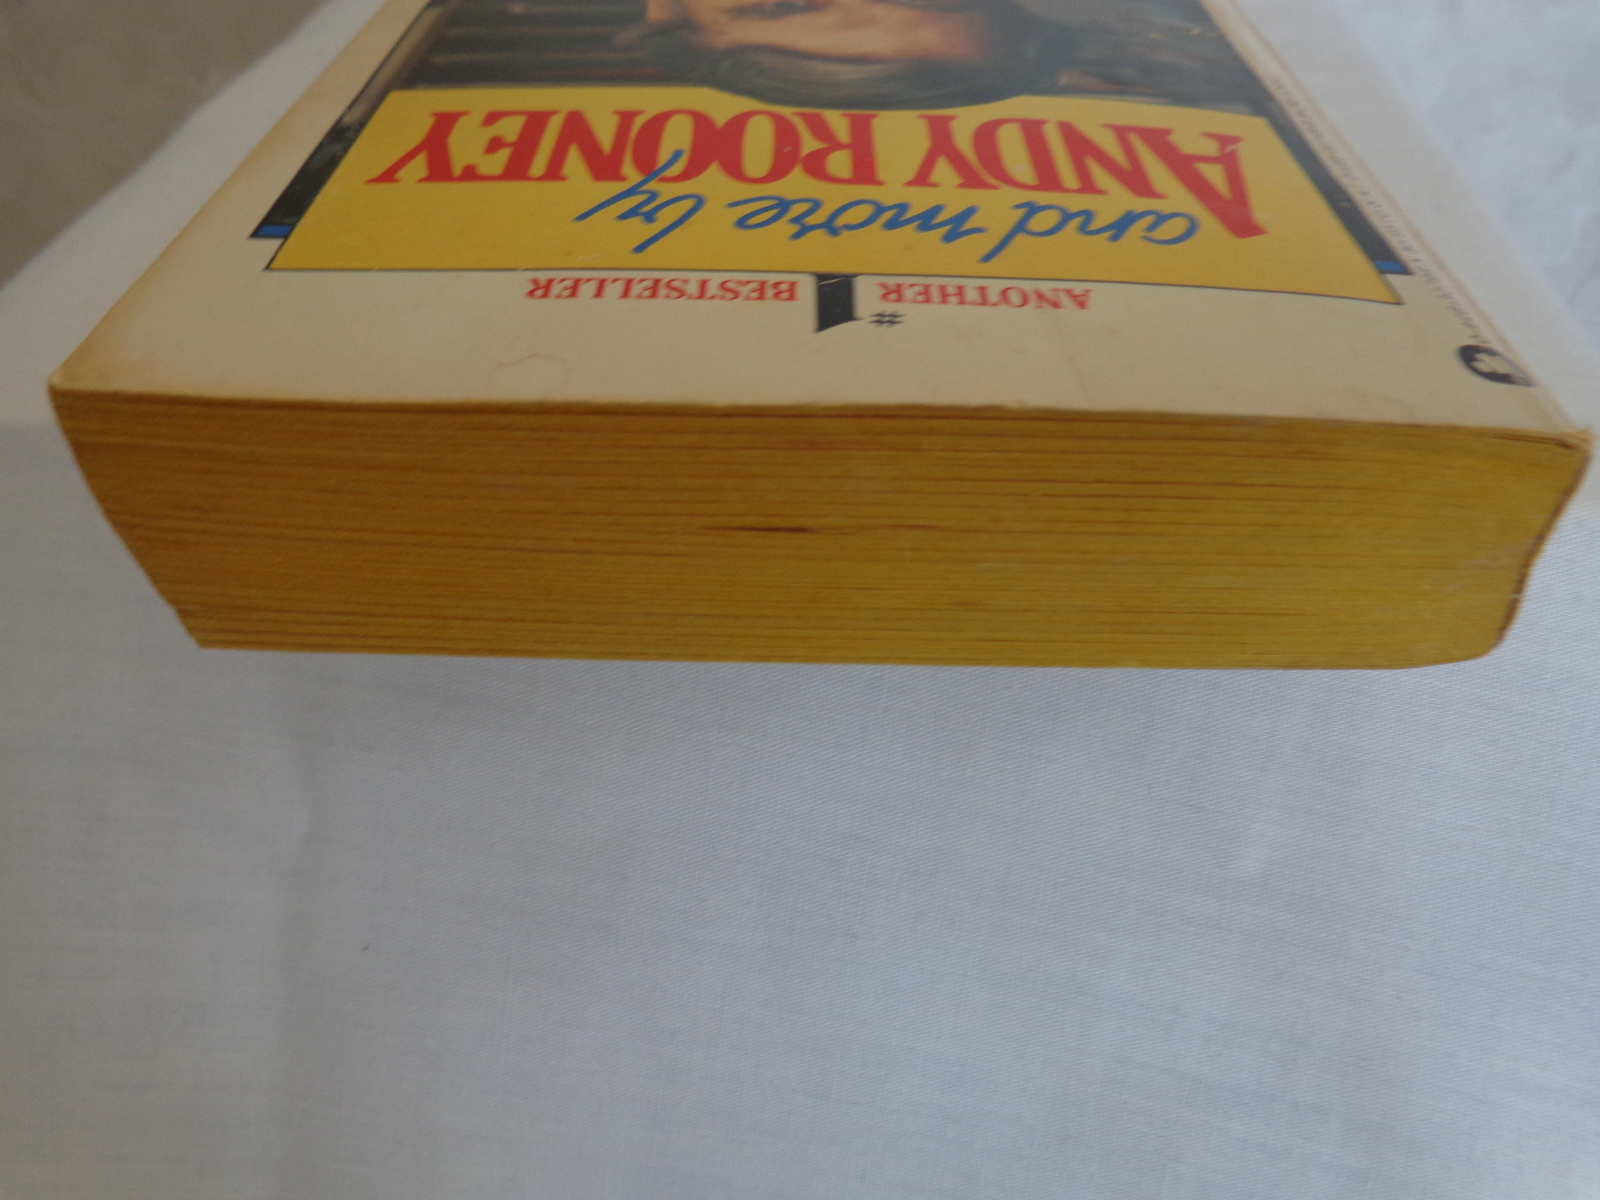 ANOTHER #1 BESTSELLER
and more by
ANDY ROONEY